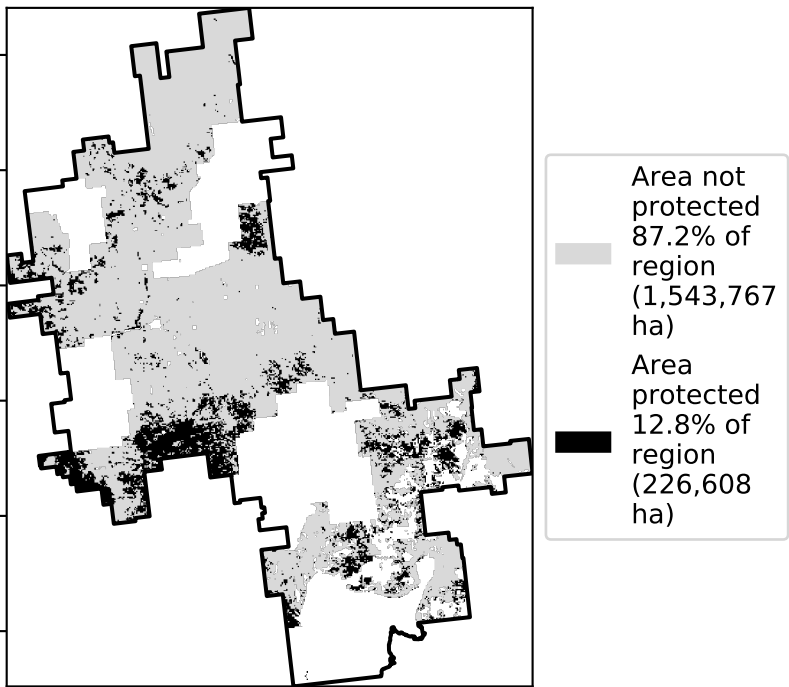 Area not
protected
87.2% of
region
(1,543,767
ha)
Area
protected
12.8% of
region
(226,608
ha)